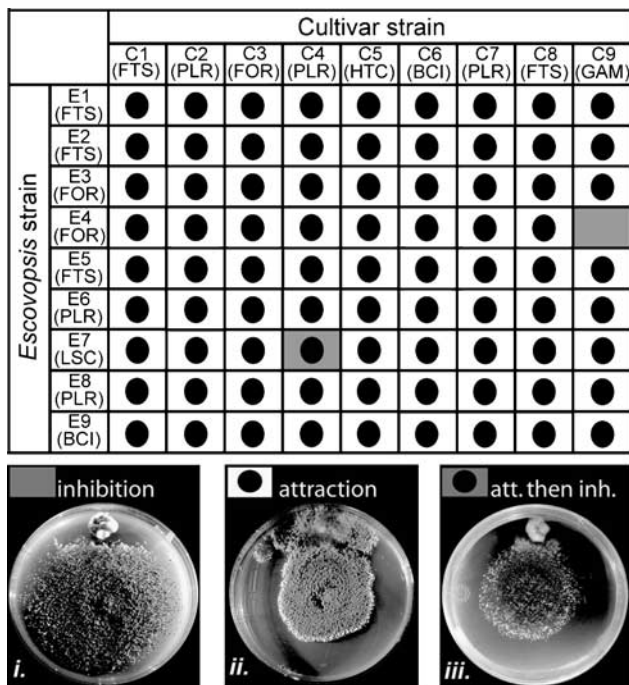 Cultivar strain
C1 C2 C3 C4 C5 C6 C7 C8 C9
(FTS) (PLR) (FOR) (PLR) (HTC) (BCI) (PLR) (FTS) (GAM)
Escovopsis strain
E1
(FTS)
E2
(FTS)
E3
(FOR)
E4
(FOR)
E5
(FTS)
E6
(PLR)
E7
(LSC)
E8
(PLR)
E9
(BCI)
inhibition
attraction
att. then inh.
i.
ii.
iii.